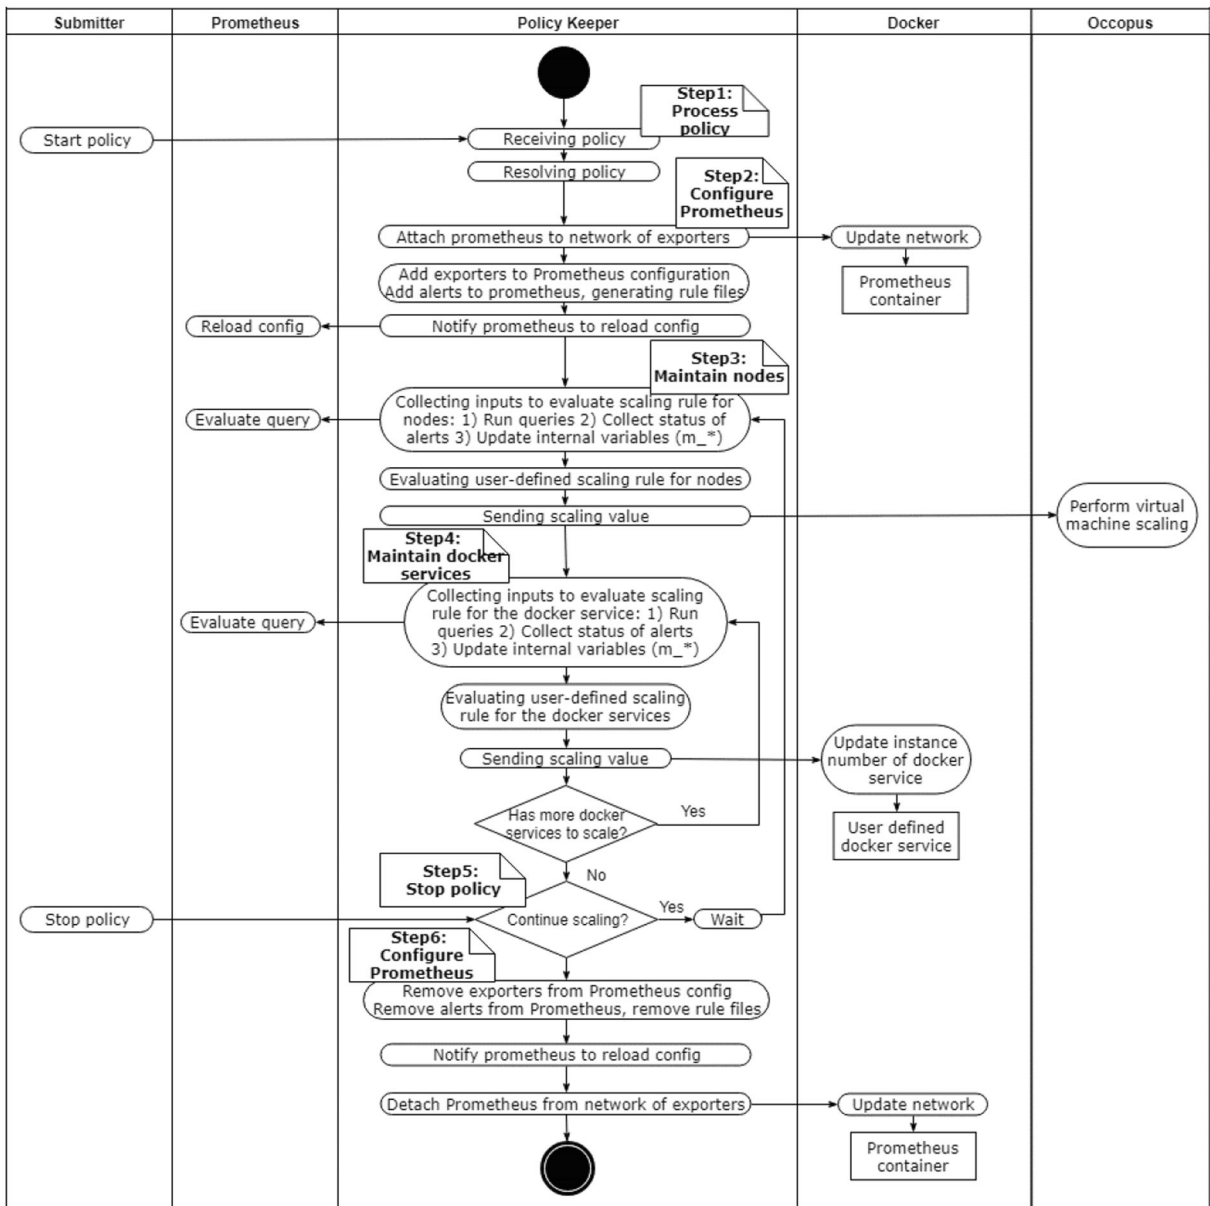 Submitter
Prometheus
Policy Keeper
Docker
Occopus
Step1:
Process
policy
Start policy
Receiving policy
Resolving policy
Step2:
Configure
Prometheus
Attach prometheus to network of exporters
Update network
Add exporters to Prometheus configuration
Add alerts to prometheus, generating rule files
Prometheus
container
Reload config
Notify prometheus to reload config
Step3:
Maintain nodes
Collecting inputs to evaluate scaling rule for
nodes: 1) Run queries 2) Collect status of
alerts 3) Update internal variables (m_*)
Evaluate query
Evaluating user-defined scaling rule for nodes
Sending scaling value
Perform virtual
machine scaling
Step4:
Maintain docker
services
Collecting inputs to evaluate scaling
rule for the docker service: 1) Run
queries 2) Collect status of alerts
3) Update internal variables (m_*)
Evaluate query
Evaluating user-defined scaling
rule for the docker services
Sending scaling value
Update instance
number of docker
service
Has more docker
services to scale?
Yes
User defined
docker service
No
Step5:
Stop policy
Stop policy
Continue scaling?
Yes
Wait
Step6:
Configure
Prometheus
Remove exporters from Prometheus config
Remove alerts from Prometheus, remove rule files
Notify prometheus to reload config
Detach Prometheus from network of exporters
Update network
Prometheus
container